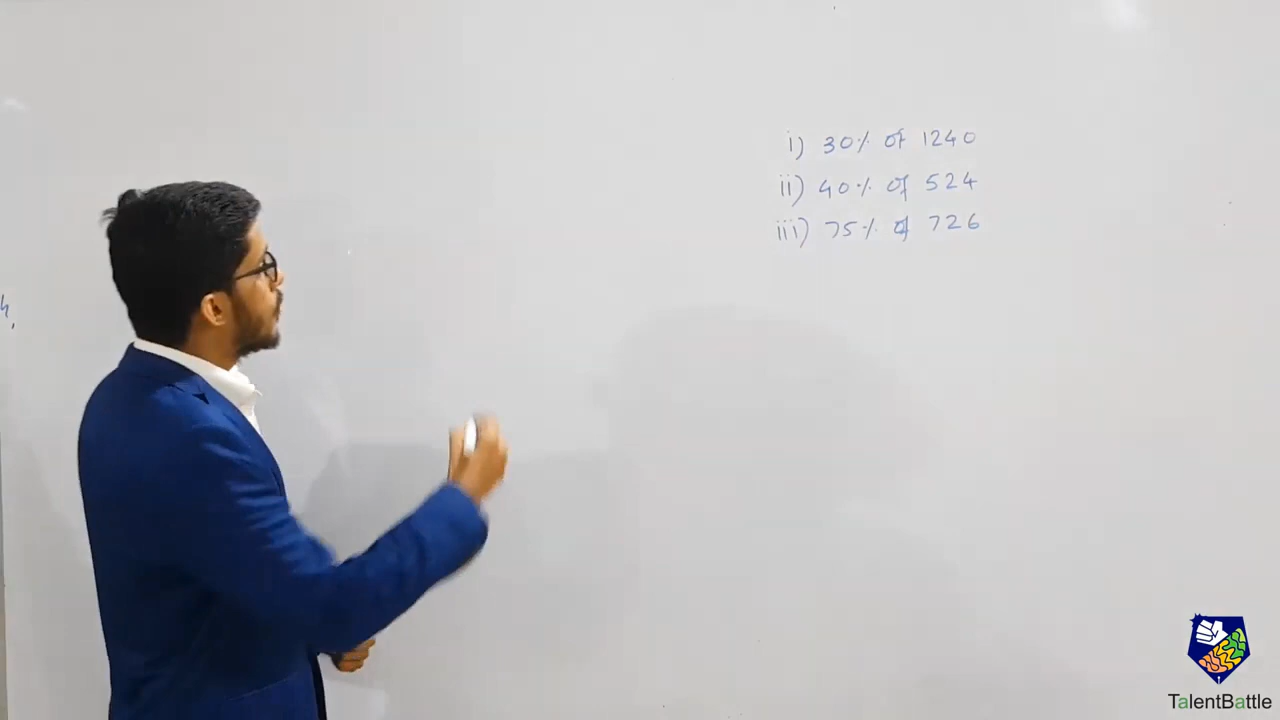 i) 30% of 1240
ii) 40% of 524
iii) 75% of 726
TalentBattle